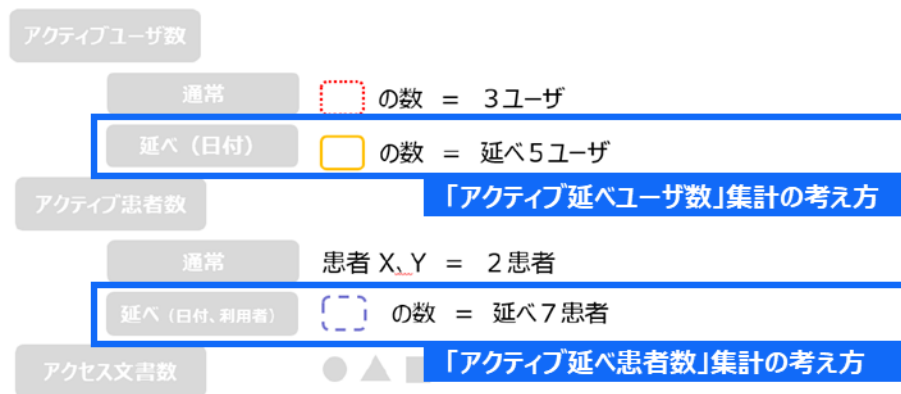 アクティブユーザ数
通常 の数 = 3ユーザ
延べ(日付) の数 = 延べ5ユーザ
「アクティブ延べユーザ数」集計の考え方
アクティブ患者数
通常 患者 X、Y = 2患者
延べ(日付、利用者) の数 = 延べ7患者
「アクティブ延べ患者数」集計の考え方
アクセス文書数